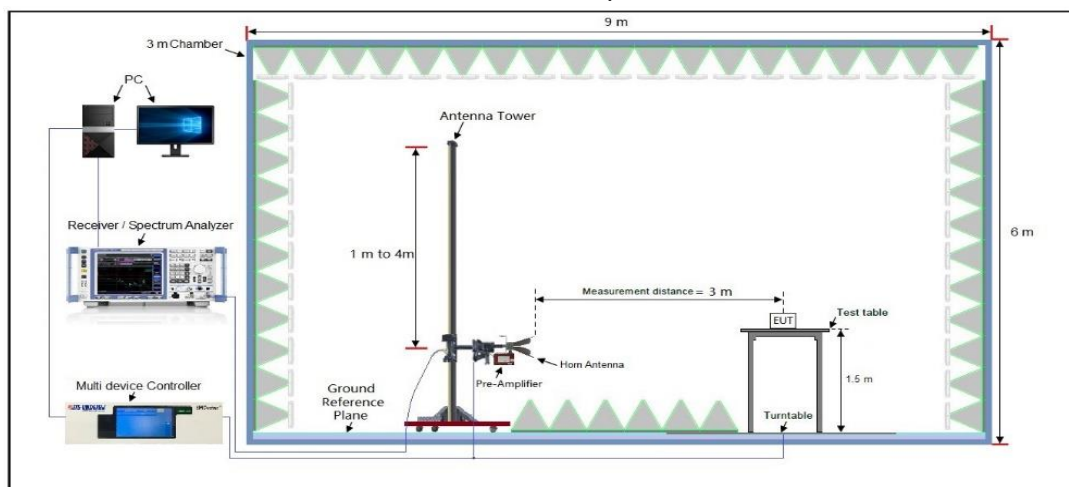 9 m
3 m Chamber
PC
Antenna Tower
Receiver / Spectrum Analyzer
1 m to 4m
6 m
Measurement distance = 3 m
EUT
Test table
Horn Antenna
Pre-Amplifier
1.5 m
Multi device Controller
Ground
Reference
Plane
Turntable